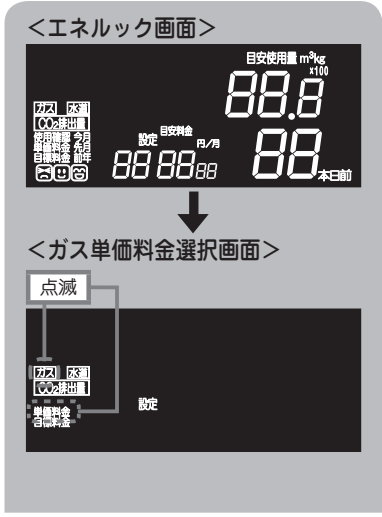 ＜エネルック画面＞
目安使用量 m³kg
x100
88.8
ガス 水道
CO₂排出量
使用確認 今月
単価料金 先月
目標料金 前年
設定 目安料金 円/月
88 8888
88 本日前
＜ガス単価料金選択画面＞
点滅
ガス 水道
CO₂排出量
単価料金
目標料金
設定